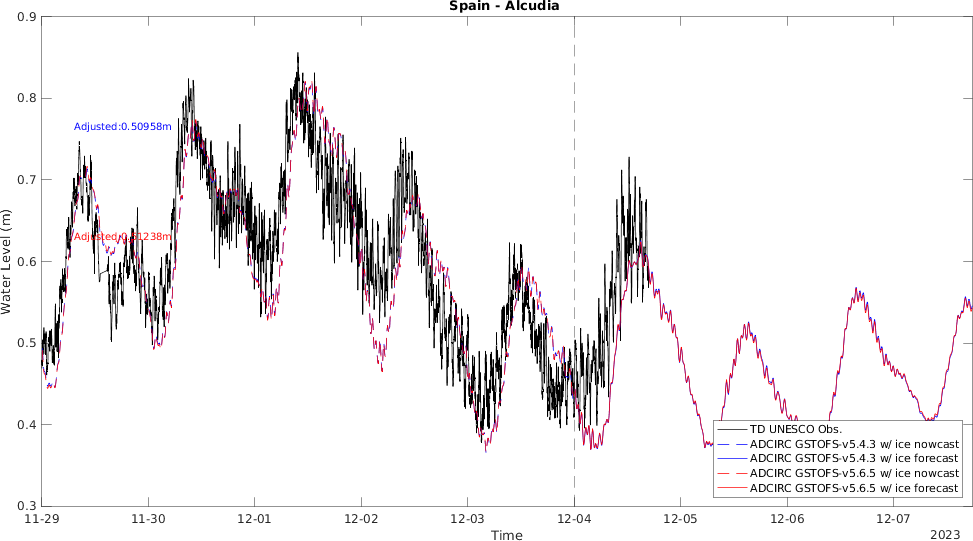 Spain - Alcudia
0.9
0.8
0.7
0.6
0.5
0.4
0.3
Water Level (m)
Adjusted:0.50958m
Adjusted:0.51238m
TD UNESCO Obs.
ADCIRC GSTOFS-v5.4.3 w/ ice nowcast
ADCIRC GSTOFS-v5.4.3 w/ ice forecast
ADCIRC GSTOFS-v5.6.5 w/ ice nowcast
ADCIRC GSTOFS-v5.6.5 w/ ice forecast
11-29 11-30 12-01 12-02 12-03 12-04 12-05 12-06 12-07
Time
2023